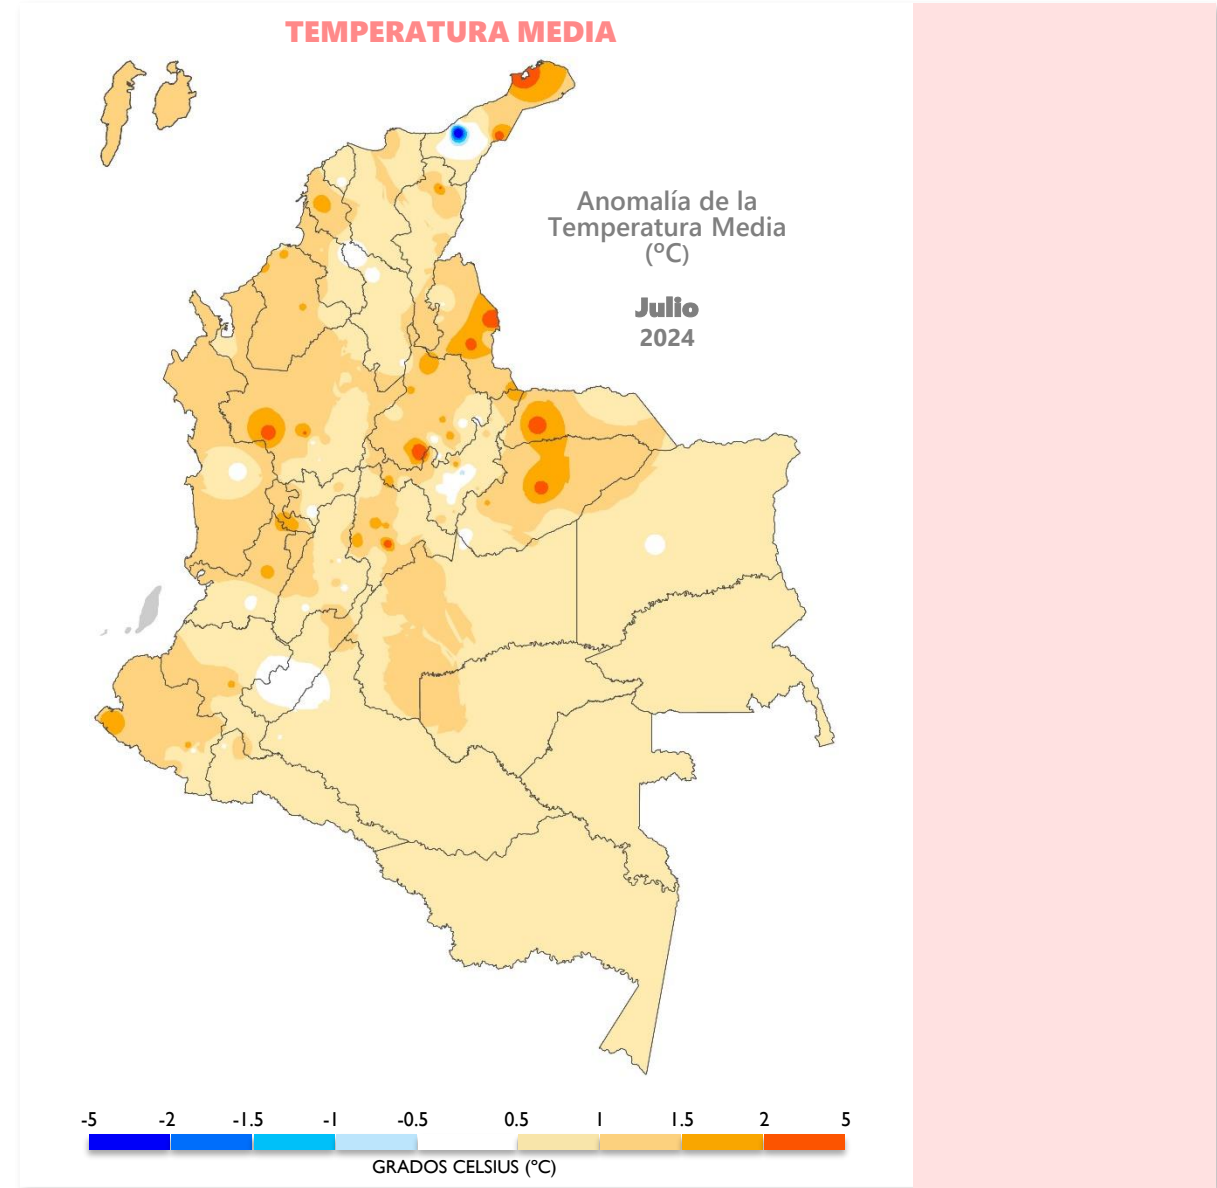 TEMPERATURA MEDIA
Anomalía de la
Temperatura Media
(ºC)
Julio
2024
-5 -2 -1.5 -1 -0.5 0.5 1 1.5 2 5
GRADOS CELSIUS (ºC)